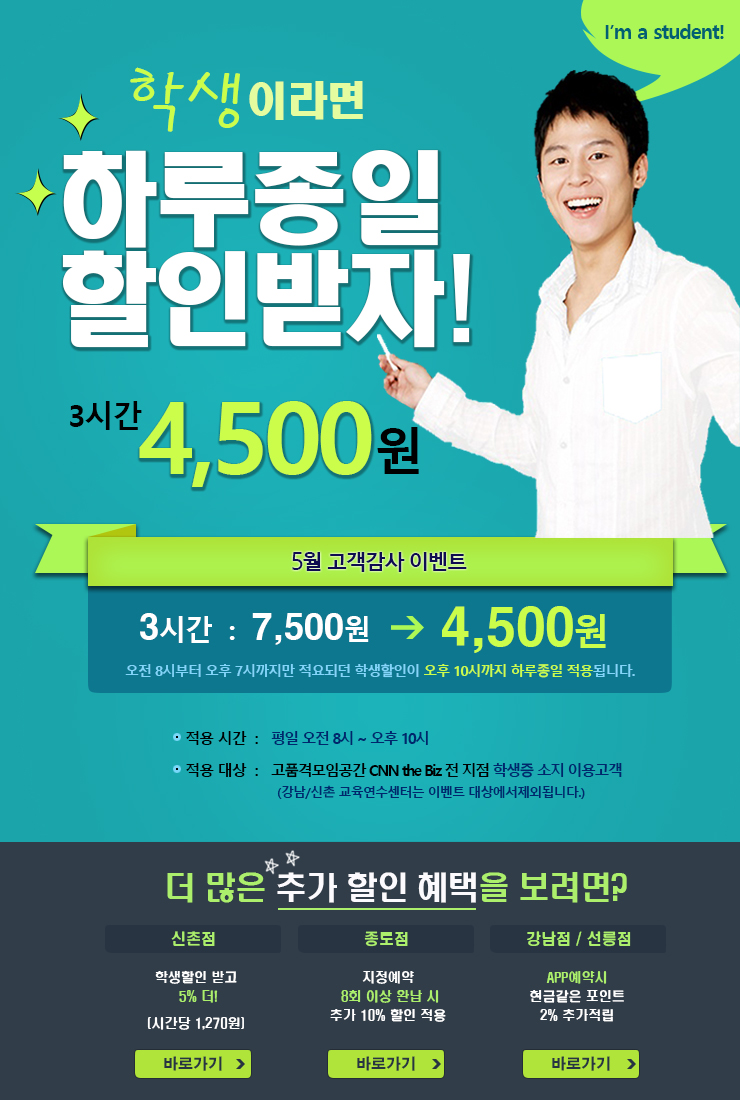 I'm a student!
학생이라면
하루종일
할인받자!
3시간 4,500원
5월 고객감사 이벤트
3시간 : 7,500원 → 4,500원
오전 8시부터 오후 7시까지만 적요되던 학생할인이 오후 10시까지 하루종일 적용됩니다.
적용 시간 : 평일 오전 8시 ~ 오후 10시
적용 대상 : 고품격모임공간 CNN the Biz 전 지점 학생증 소지 이용고객
(강남/신촌 교육연수센터는 이벤트 대상에서제외됩니다.)
더 많은 추가 할인 혜택을 보려면?
신촌점
학생할인 받고
5% 더!
(시간당 1,270원)
바로가기
종토점
지정예약
8회 이상 완납 시
추가 10% 할인 적용
바로가기
강남점 / 선릉점
APP예약시
현금같은 포인트
2% 추가적립
바로가기